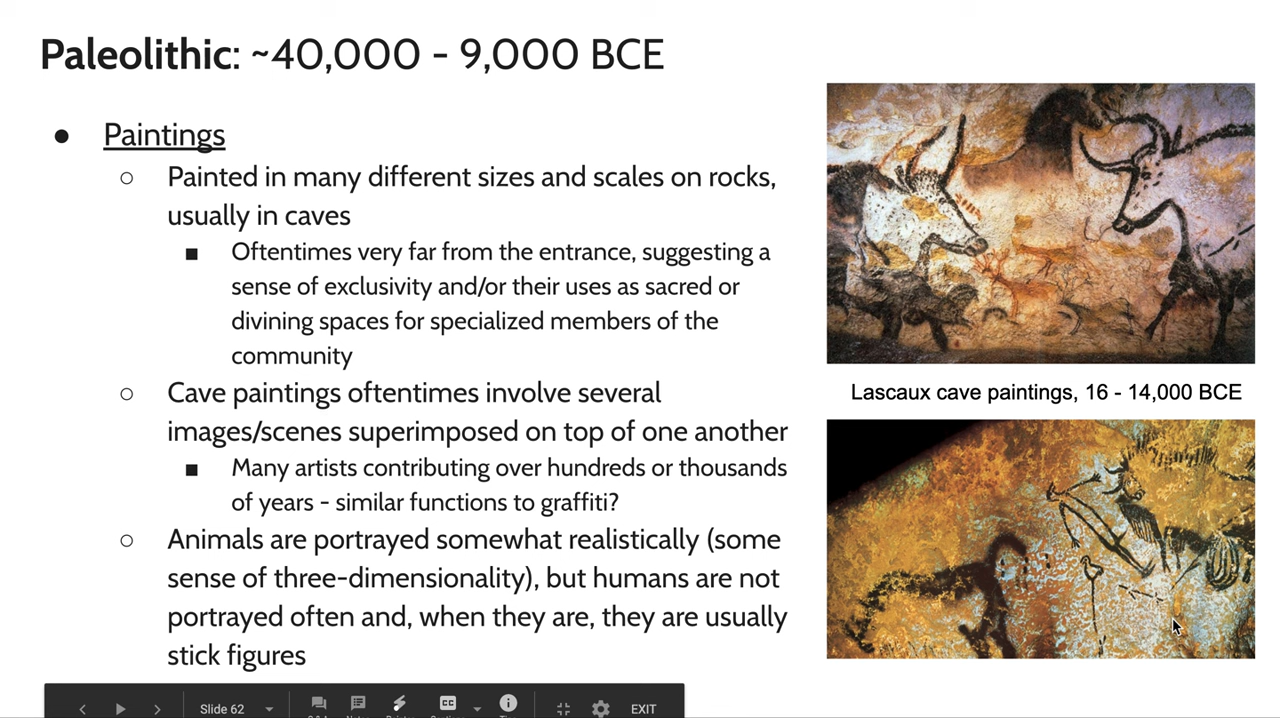 Paleolithic: ~40,000 - 9,000 BCE
● Paintings
○ Painted in many different sizes and scales on rocks,
usually in caves
■ Oftentimes very far from the entrance, suggesting a
sense of exclusivity and/or their uses as sacred or
divining spaces for specialized members of the
community
○ Cave paintings oftentimes involve several
images/scenes superimposed on top of one another
■ Many artists contributing over hundreds or thousands
of years - similar functions to graffiti?
○ Animals are portrayed somewhat realistically (some
sense of three-dimensionality), but humans are not
portrayed often and, when they are, they are usually
stick figures
Lascaux cave paintings, 16 - 14,000 BCE
Slide 62
CC
EXIT